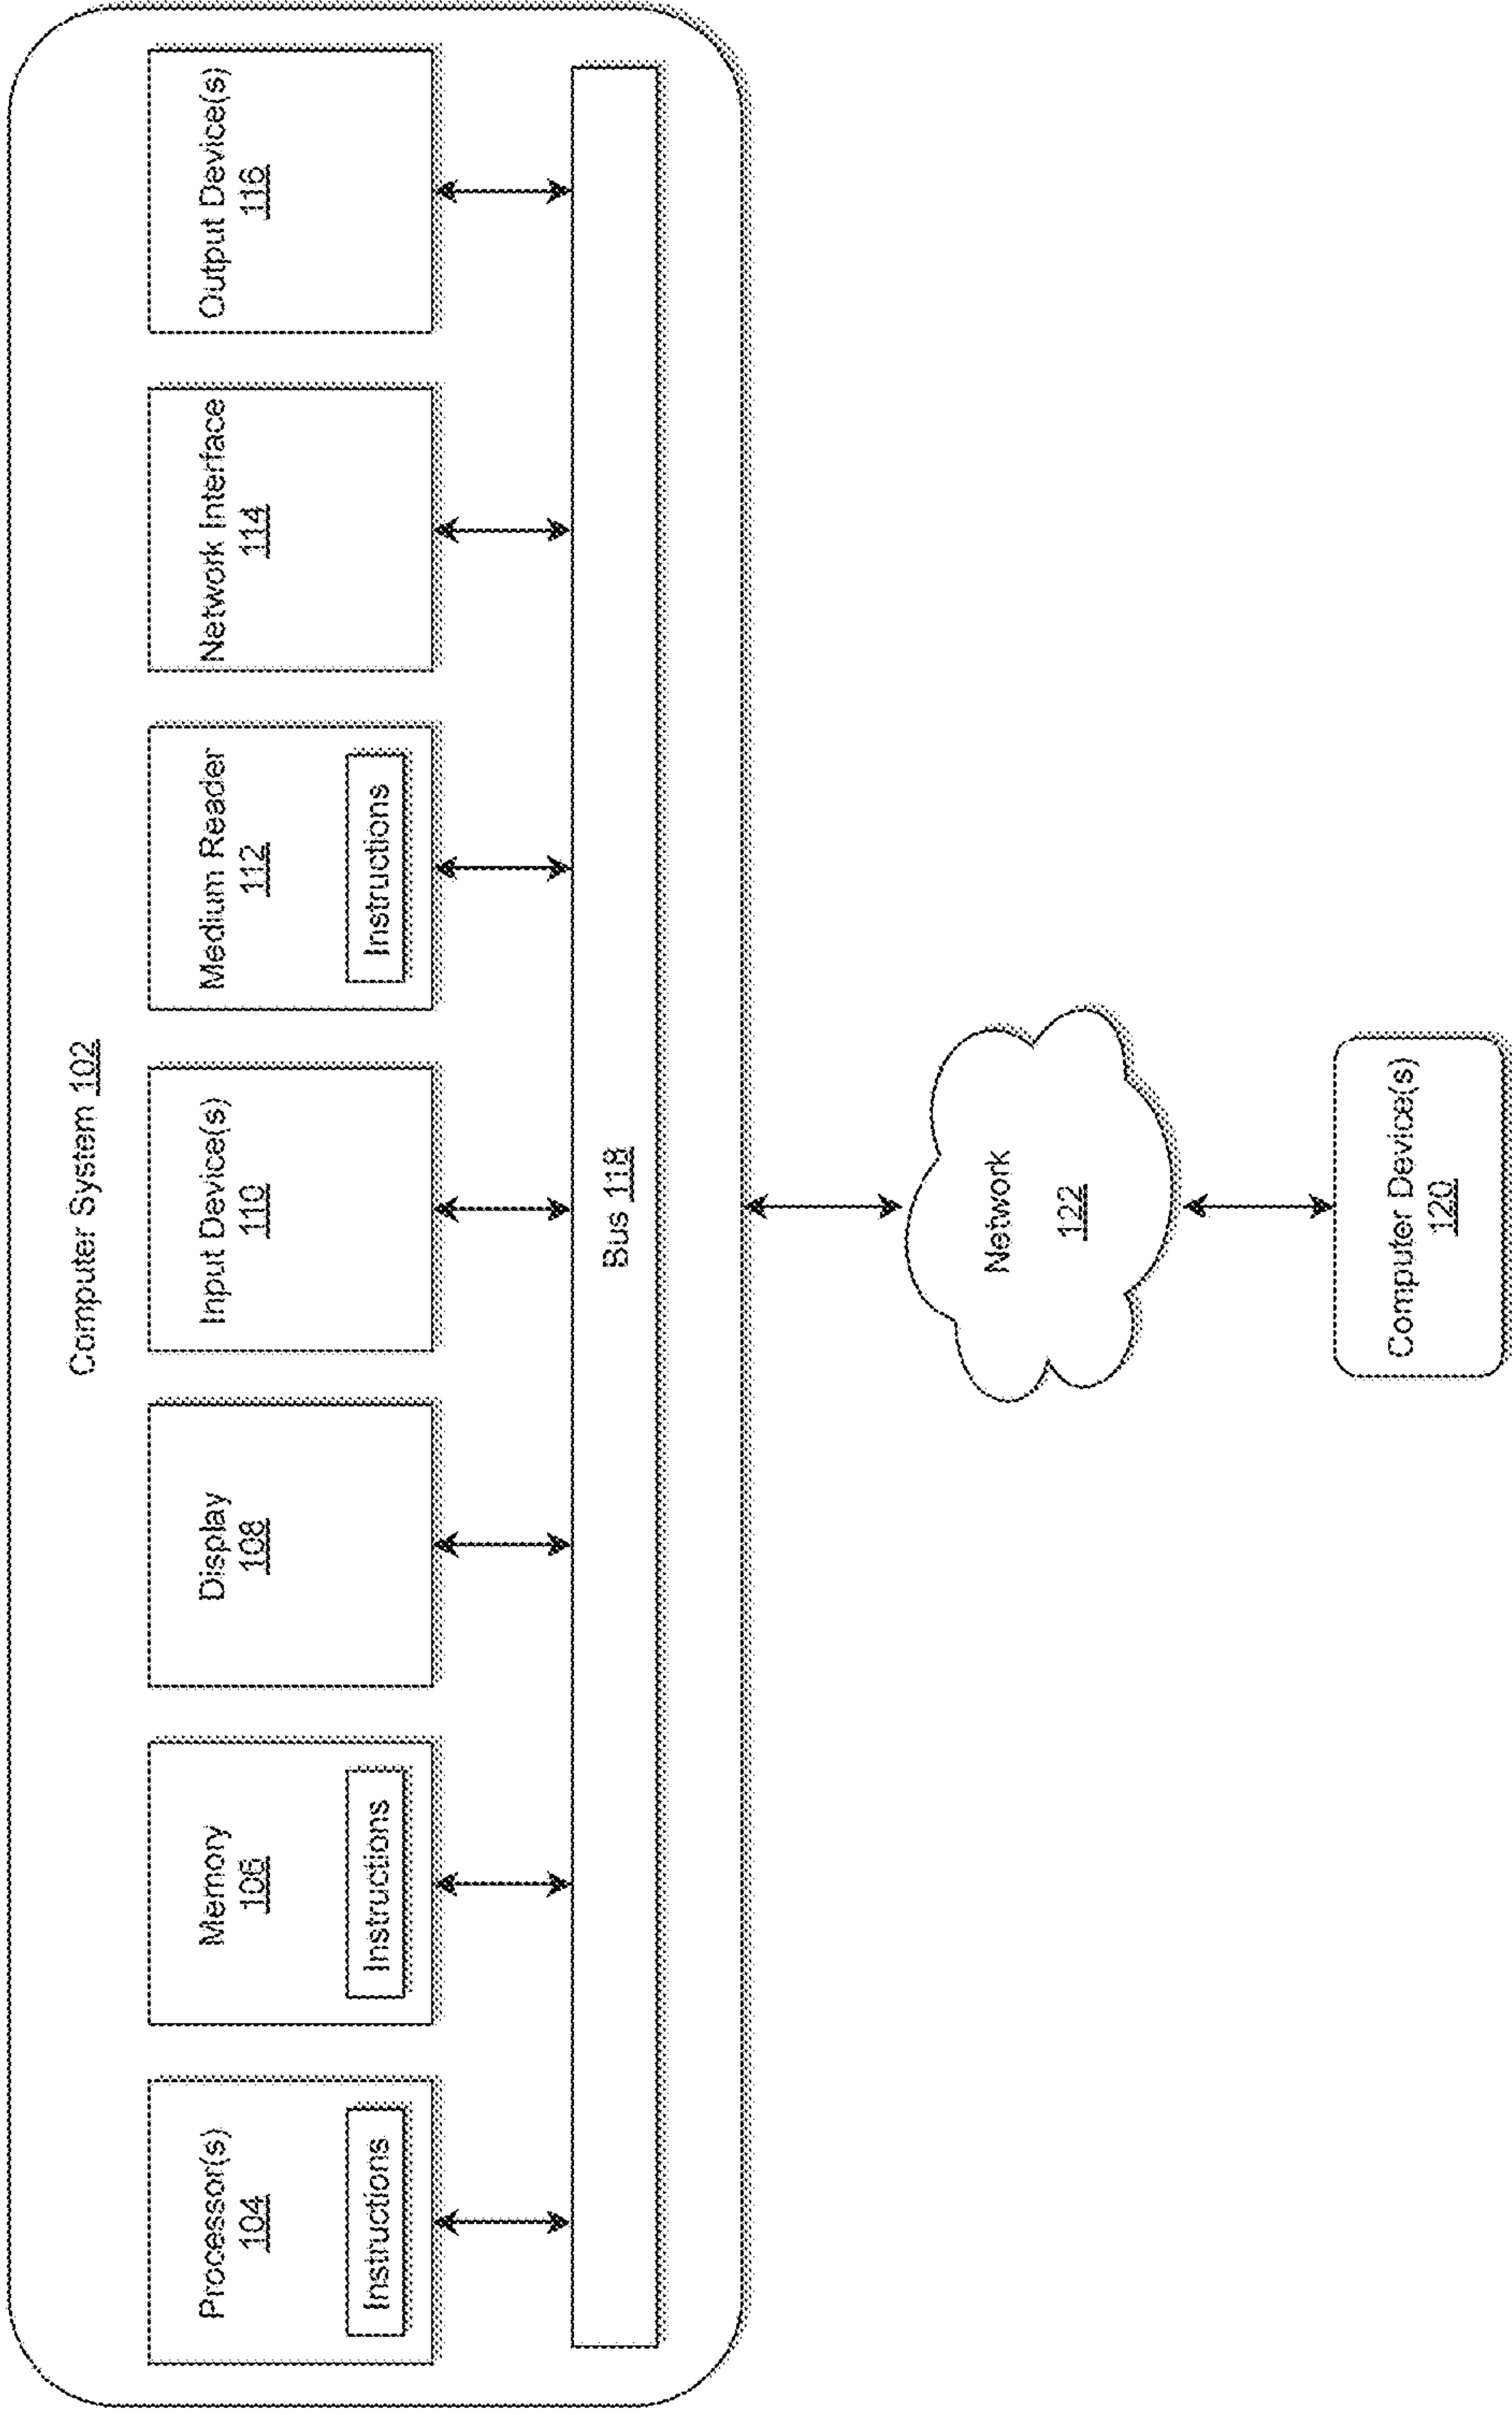 Computer System 102
Processor(s)
104
Instructions
Memory
106
Instructions
Display
108
Input Device(s)
110
Medium Reader
112
Instructions
Network Interface
114
Output Device(s)
116
Bus 118
Network
122
Computer Device(s)
120